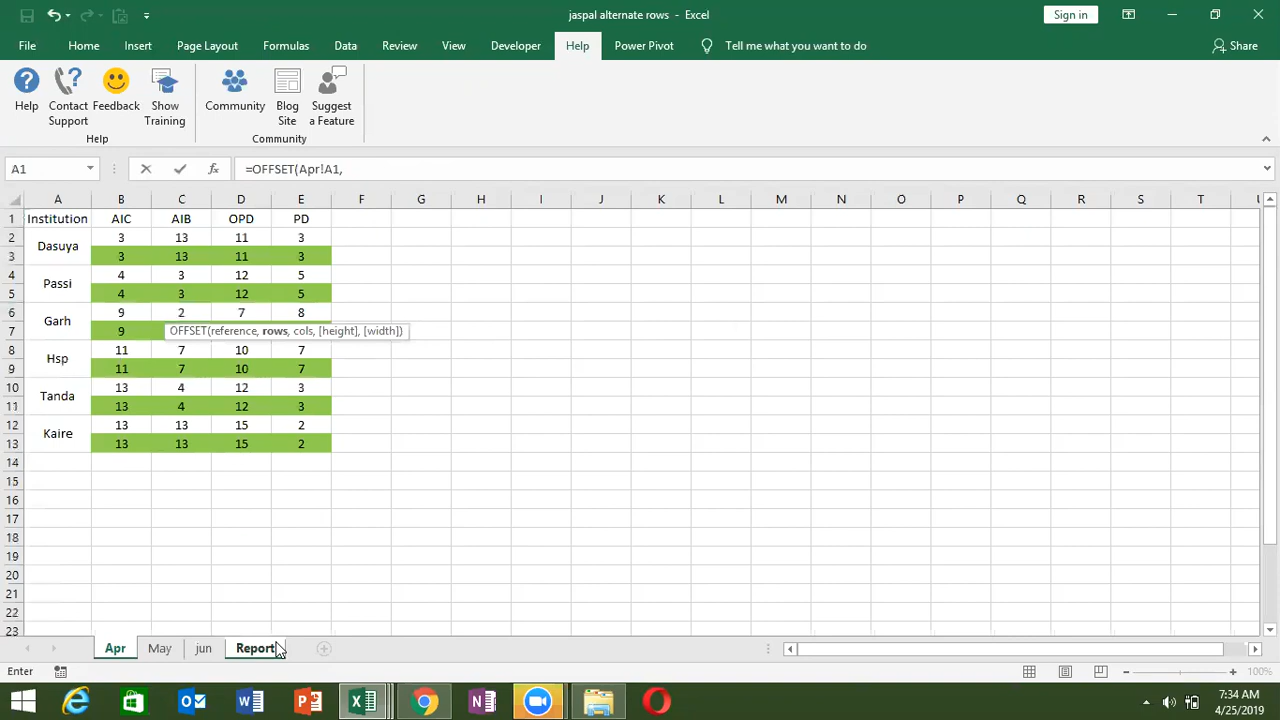 jaspal alternate rows - Excel
Sign in
File Home Insert Page Layout Formulas Data Review View Developer Help Power Pivot Tell me what you want to do Share
Help Contact Support Feedback Show Training Community Blog Site Suggest a Feature
Help Community
A1 fx =OFFSET(Apr!A1,
A B C D E F G H I J K L M N O P Q R S T U
1 Institution AIC AIB OPD PD
2 3 13 11 3
Dasuya
3 3 13 11 3
4 4 3 12 5
Passi
5 4 3 12 5
6 9 2 7 8
Garh
7 9
OFFSET(reference, rows, cols, [height], [width])
8 11 7 10 7
Hsp
9 11 7 10 7
10 13 4 12 3
Tanda
11 13 4 12 3
12 13 13 15 2
Kaire
13 13 13 15 2
14
15
16
17
18
19
20
21
22
23
Apr May jun Report
Enter 100%
7:34 AM
4/25/2019